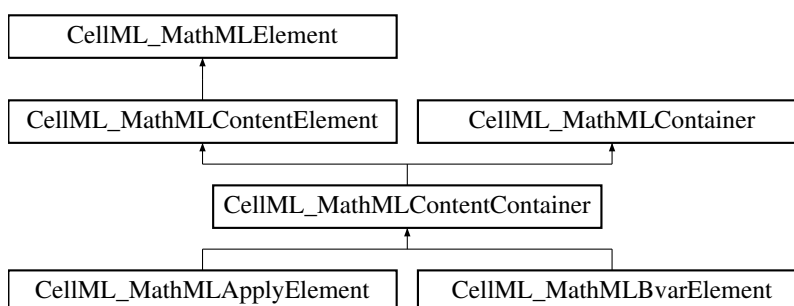 CellML_MathMLElement
CellML_MathMLContentElement
CellML_MathMLContainer
CellML_MathMLContentContainer
CellML_MathMLApplyElement
CellML_MathMLBvarElement